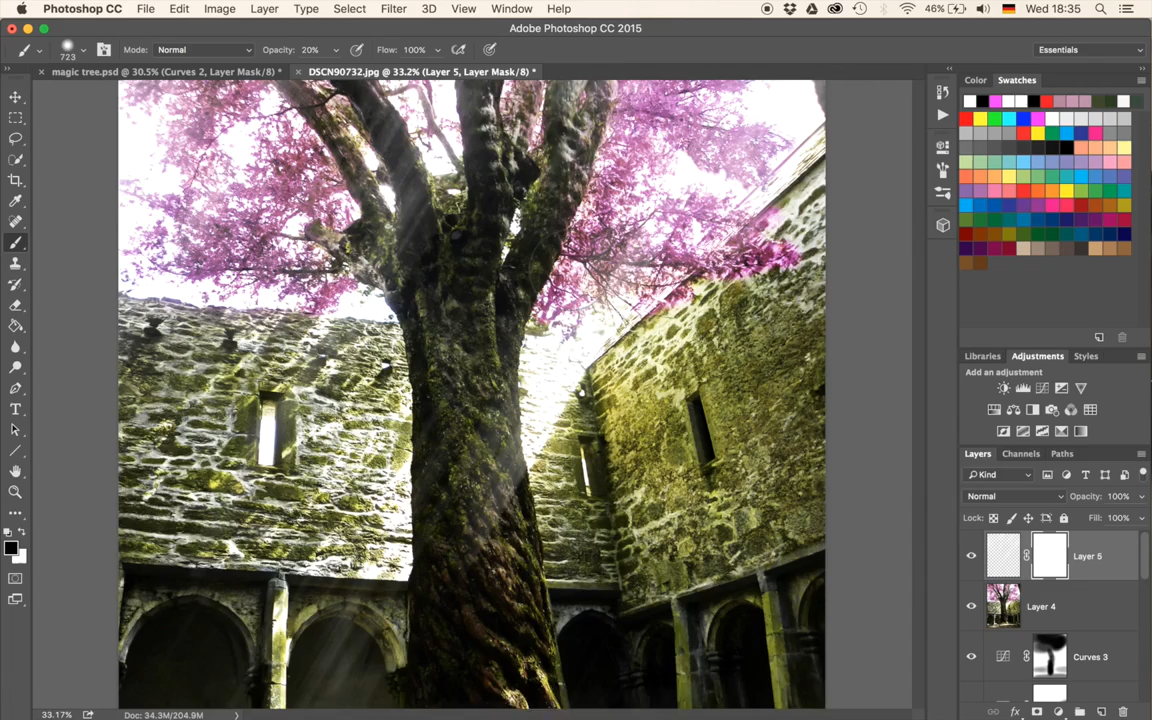 Photoshop CC File Edit Image Layer Type Select Filter 3D View Window Help 46% Wed 18:35
Adobe Photoshop CC 2015
723 Mode: Normal Opacity: 20% Flow: 100% Essentials
magic tree.psd @ 30.5% (Curves 2, Layer Mask/8) * DSCN90732.jpg @ 33.2% (Layer 5, Layer Mask/8) *
Color Swatches
Libraries Adjustments Styles
Add an adjustment
Layers Channels Paths
Kind
Normal Opacity: 100%
Lock: Fill: 100%
Layer 5
Layer 4
Curves 3
33.17% Doc: 34.3M/204.9M